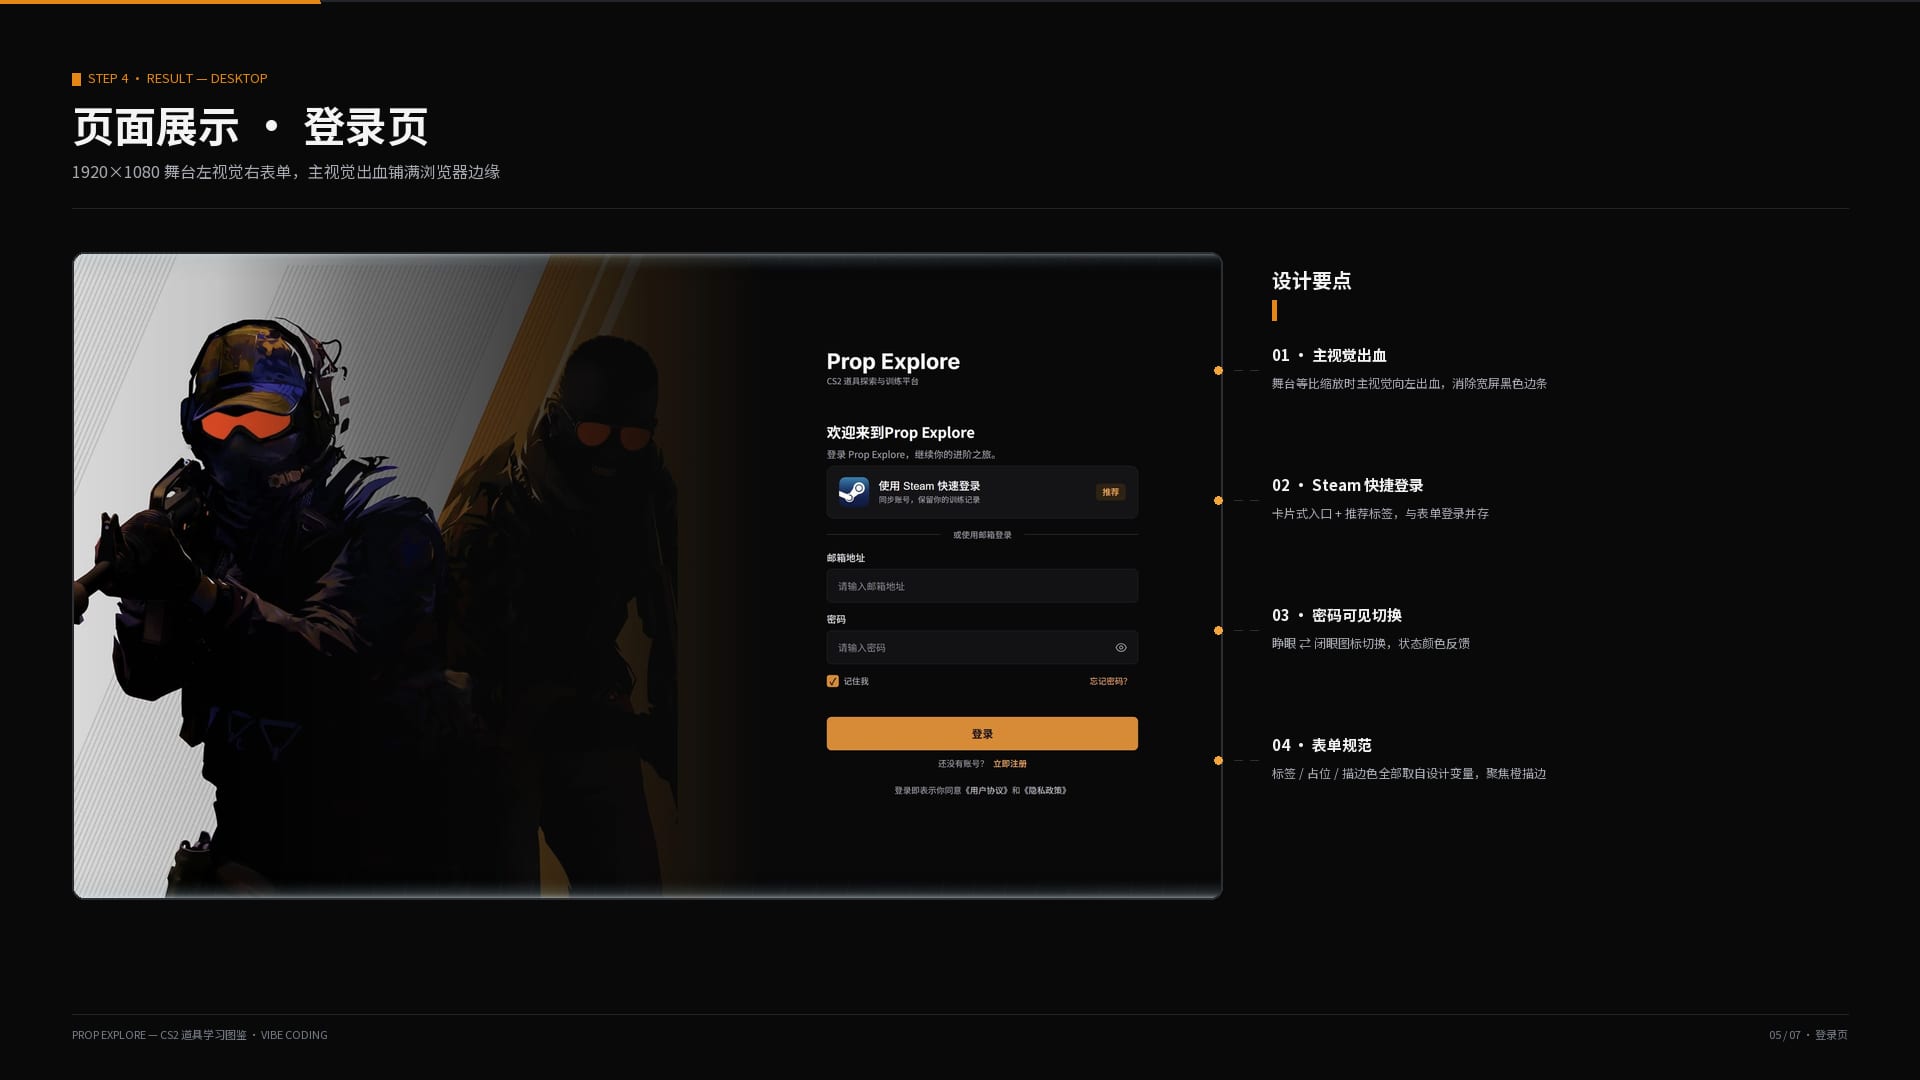 STEP 4 · RESULT — DESKTOP
页面展示 · 登录页
1920×1080 舞台左视觉右表单，主视觉出血铺满浏览器边缘
Prop Explore
CS2 道具探索与训练平台
欢迎来到Prop Explore
登录 Prop Explore，继续你的进阶之旅。
使用 Steam 快速登录
同步账号，保留你的训练记录
推荐
或使用邮箱登录
邮箱地址
请输入邮箱地址
密码
请输入密码
记住我
忘记密码？
登录
还没有账号？ 立即注册
登录即表示你同意《用户协议》和《隐私政策》
设计要点
01 · 主视觉出血
舞台等比缩放时主视觉向左出血，消除宽屏黑色边条
02 · Steam 快捷登录
卡片式入口 + 推荐标签，与表单登录并存
03 · 密码可见切换
睁眼 ⇄ 闭眼图标切换，状态颜色反馈
04 · 表单规范
标签 / 占位 / 描边色全部取自设计变量，聚焦橙描边
PROP EXPLORE — CS2 道具学习图鉴 · VIBE CODING
05 / 07 · 登录页